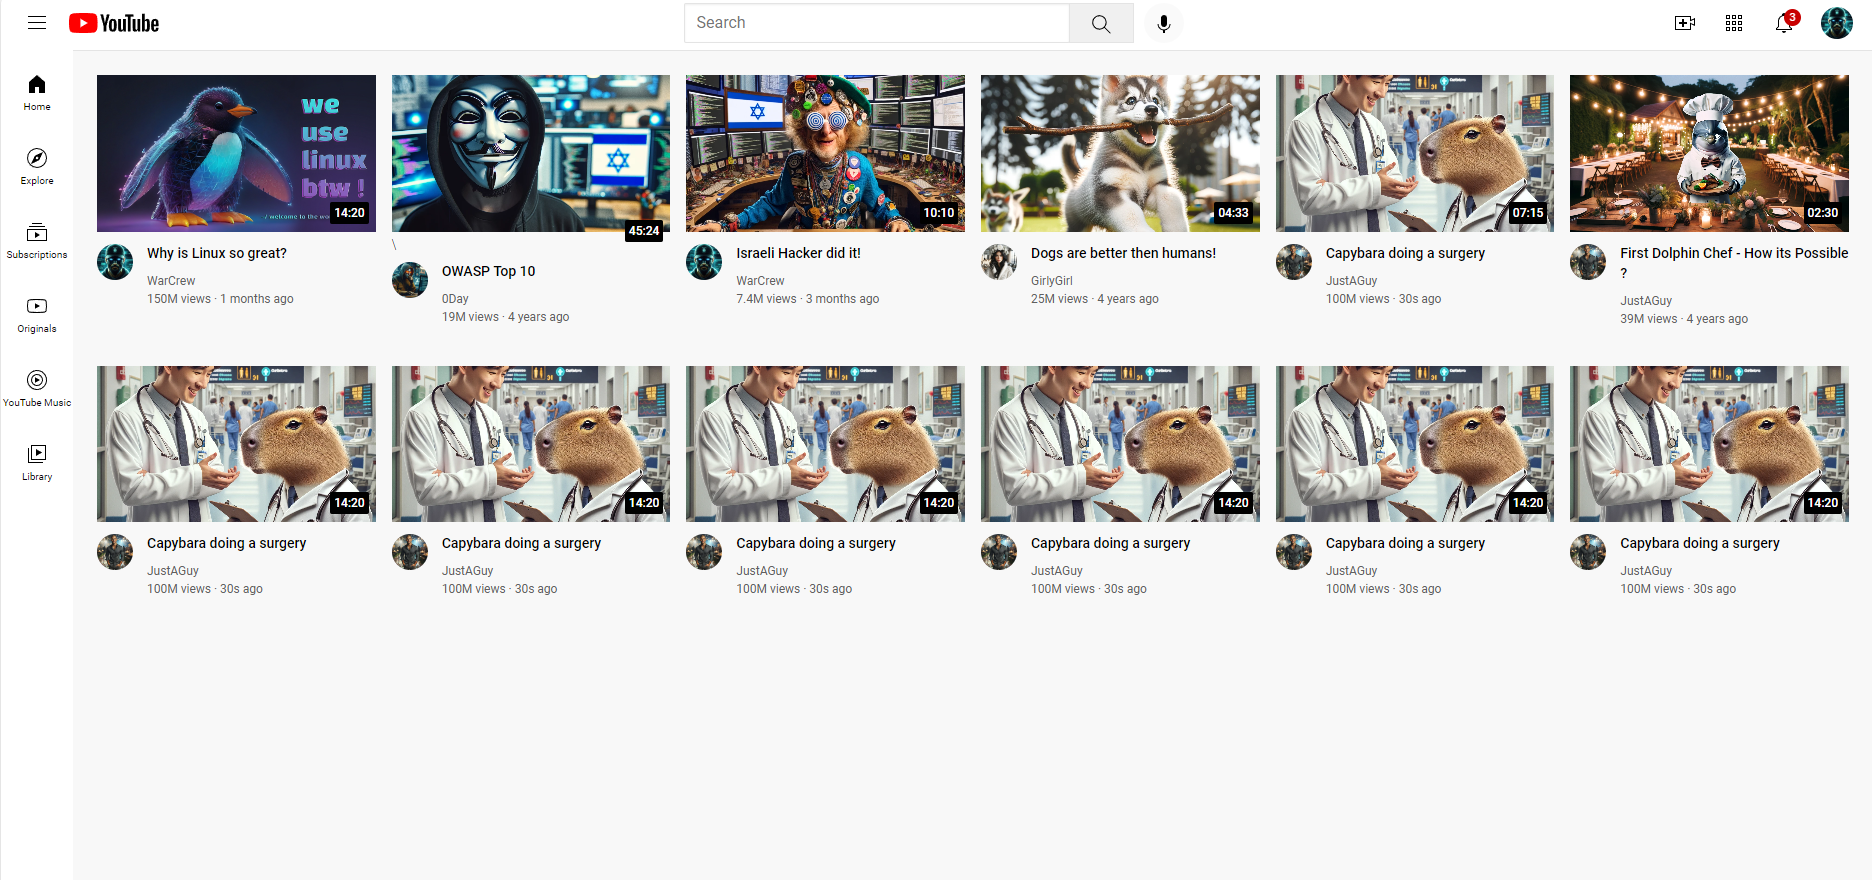 YouTube
Search
3
Home
Explore
Subscriptions
Originals
YouTube Music
Library
we
use
linux
btw !
/ welcome to the wo
14:20
Why is Linux so great?
WarCrew
150M views · 1 months ago
45:24
\
OWASP Top 10
0Day
19M views · 4 years ago
10:10
Israeli Hacker did it!
WarCrew
7.4M views · 3 months ago
04:33
Dogs are better then humans!
GirlyGirl
25M views · 4 years ago
07:15
Capybara doing a surgery
JustAGuy
100M views · 30s ago
02:30
First Dolphin Chef - How its Possible
?
JustAGuy
39M views · 4 years ago
14:20
Capybara doing a surgery
JustAGuy
100M views · 30s ago
14:20
Capybara doing a surgery
JustAGuy
100M views · 30s ago
14:20
Capybara doing a surgery
JustAGuy
100M views · 30s ago
14:20
Capybara doing a surgery
JustAGuy
100M views · 30s ago
14:20
Capybara doing a surgery
JustAGuy
100M views · 30s ago
14:20
Capybara doing a surgery
JustAGuy
100M views · 30s ago